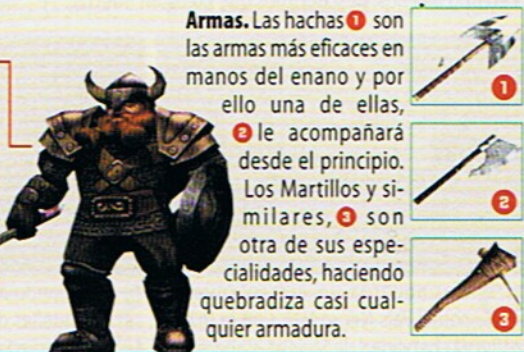 Armas. Las hachas 1 son
las armas más eficaces en
manos del enano y por
ello una de ellas,
2 le acompañará
desde el principio.
Los Martillos y si-
milares, 3 son
otra de sus espe-
cialidades, haciendo
quebradiza casi cual-
quier armadura.
1
2
3